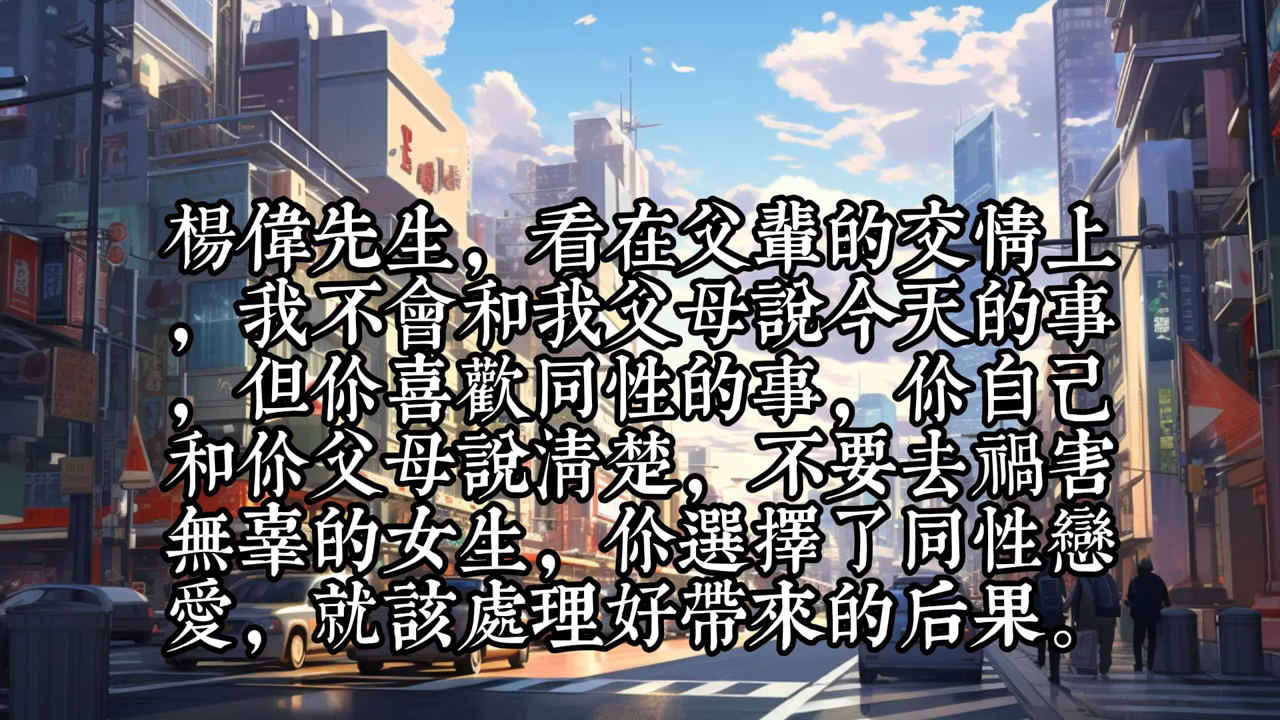 楊偉先生，看在父輩的交情上
，我不會和我父母說今天的事
，但你喜歡同性的事，你自己
和你父母說清楚，不要去禍害
無辜的女生，你選擇了同性戀
愛，就該處理好帶來的后果。